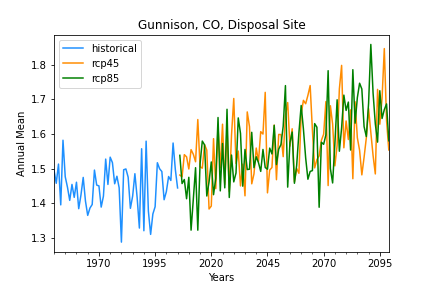 Gunnison, CO, Disposal Site
historical
rcp45
rcp85
Annual Mean
1.8
1.7
1.6
1.5
1.4
1.3
1970
1995
2020
2045
2070
2095
Years